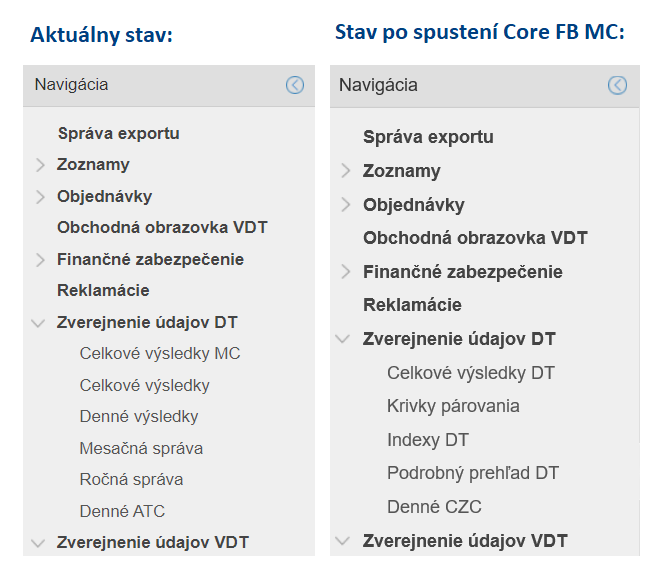 Aktuálny stav:
Navigácia
Správa exportu
Zoznamy
Objednávky
Obchodná obrazovka VDT
Finančné zabezpečenie
Reklamácie
Zverejnenie údajov DT
Celkové výsledky MC
Celkové výsledky
Denné výsledky
Mesačná správa
Ročná správa
Denné ATC
Zverejnenie údajov VDT
Stav po spustení Core FB MC:
Navigácia
Správa exportu
Zoznamy
Objednávky
Obchodná obrazovka VDT
Finančné zabezpečenie
Reklamácie
Zverejnenie údajov DT
Celkové výsledky DT
Krivky párovania
Indexy DT
Podrobný prehľad DT
Denné CZC
Zverejnenie údajov VDT